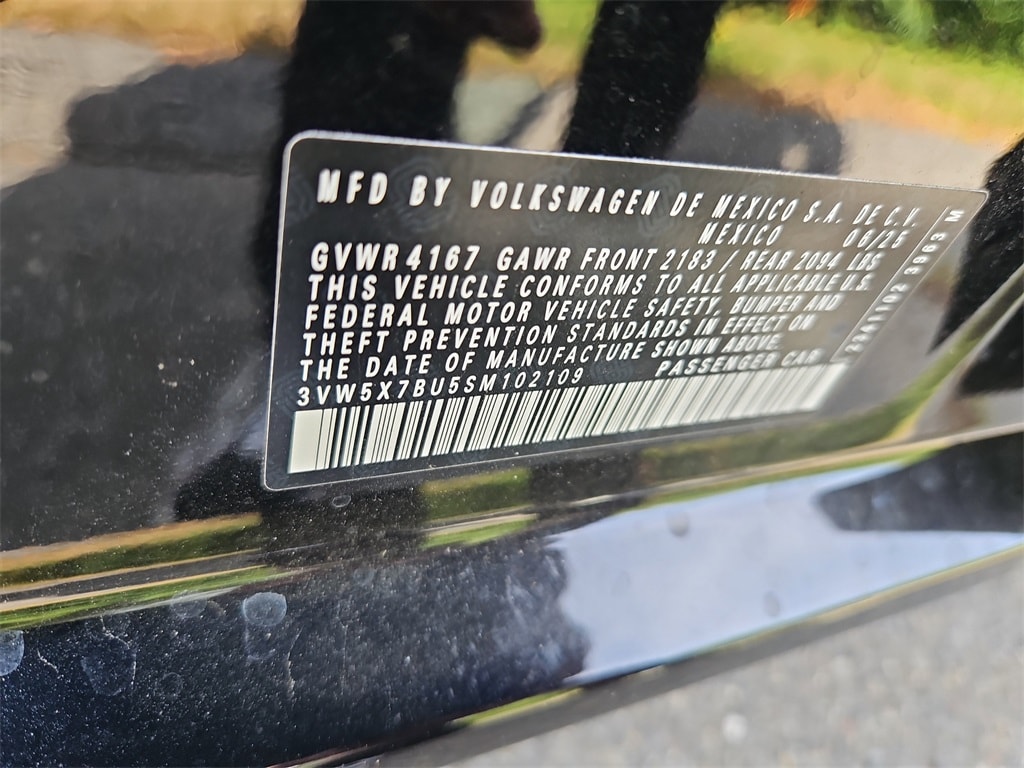 MFD BY VOLKSWAGEN DE MEXICO S.A. DE C.V.
MEXICO 06/25
GVWR 4167 GAWR FRONT 2183 / REAR 2094 LBS
THIS VEHICLE CONFORMS TO ALL APPLICABLE U.S.
FEDERAL MOTOR VEHICLE SAFETY, BUMPER AND
THEFT PREVENTION STANDARDS IN EFFECT ON
THE DATE OF MANUFACTURE SHOWN ABOVE.
3VW5X7BU5SM102109 PASSENGER CAR